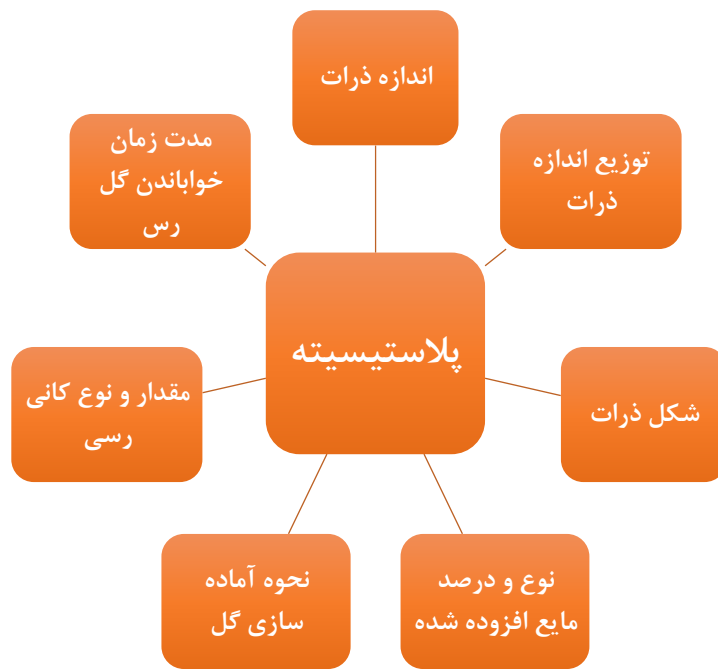 اندازه ذرات
توزیع اندازه
ذرات
شکل ذرات
نوع و درصد
مایع افزوده شده
نحوه آماده
سازی گل
مقدار و نوع کانی
رسی
مدت زمان
خواباندن گل
رس
پلاستیسیته